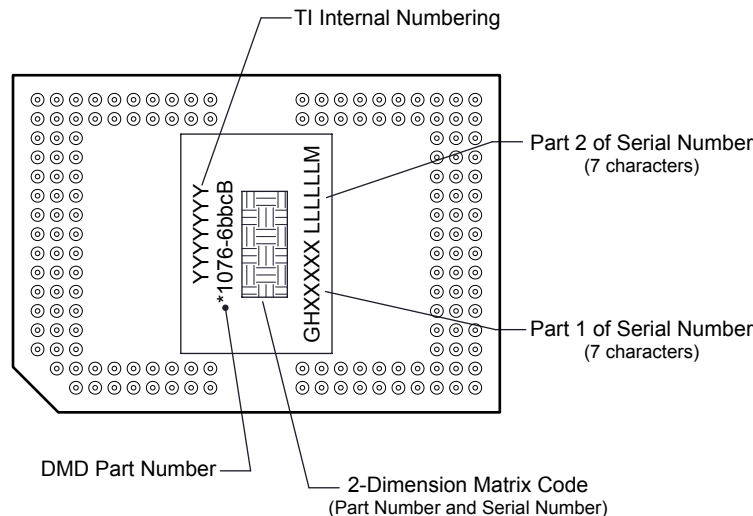 TI Internal Numbering
Part 2 of Serial Number
(7 characters)
YYYYYYY
*1076-6bbcB
GHXXXXX LLLLLLM
Part 1 of Serial Number
(7 characters)
DMD Part Number
2-Dimension Matrix Code
(Part Number and Serial Number)